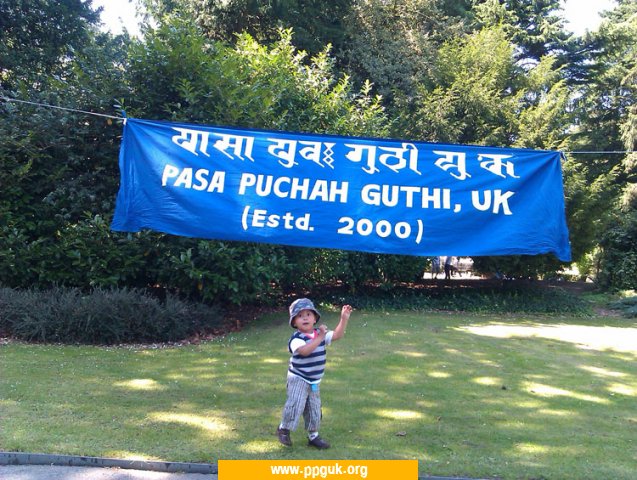 𑐥𑐵𑐳𑐵 𑐥𑐸𑐔𑑅 𑐐𑐸𑐠𑐷
PASA PUCHAH GUTHI, UK
(Estd. 2000)
www.ppguk.org